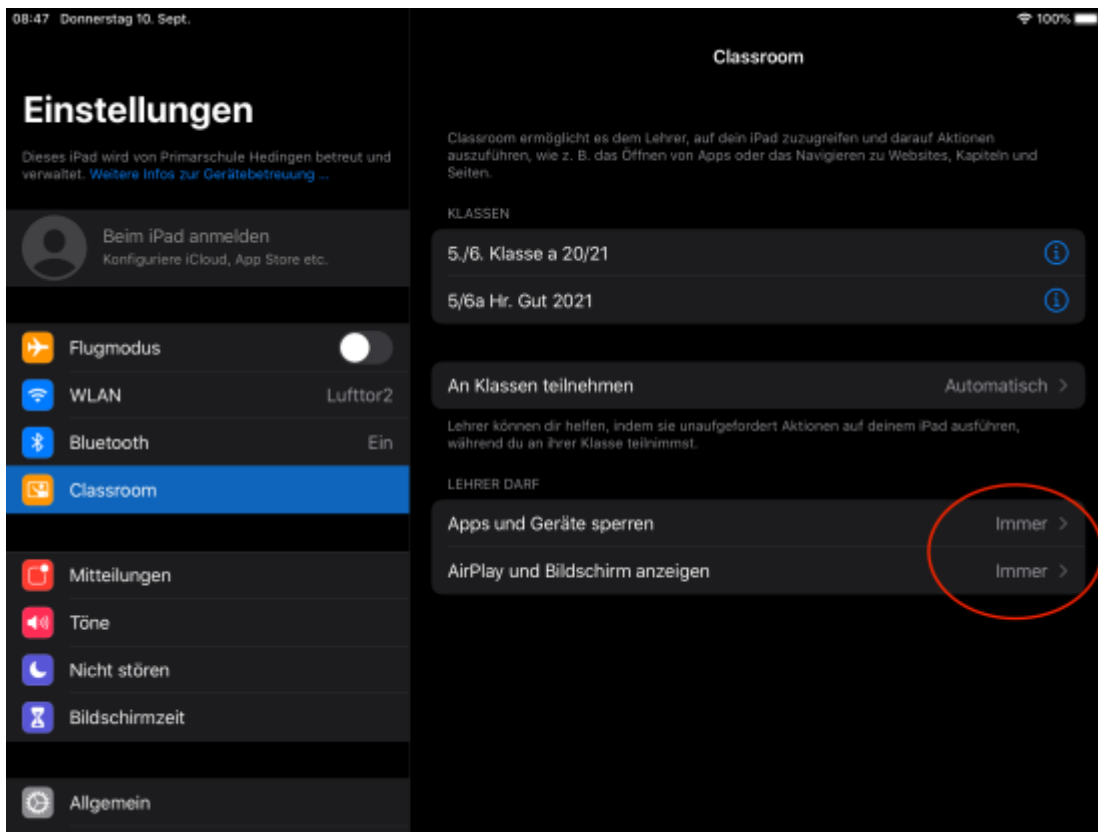 08:47 Donnerstag 10. Sept.
100%
Einstellungen
Dieses iPad wird von Primarschule Hedingen betreut und
verwaltet. Weitere Infos zur Gerätebetreuung ...
Beim iPad anmelden
Konfiguriere iCloud, App Store etc.
Flugmodus
WLAN Lufttor2
Bluetooth Ein
Classroom
Mitteilungen
Töne
Nicht stören
Bildschirmzeit
Allgemein
Classroom
Classroom ermöglicht es dem Lehrer, auf dein iPad zuzugreifen und darauf Aktionen
auszuführen, wie z. B. das Öffnen von Apps oder das Navigieren zu Websites, Kapiteln und
Seiten.
KLASSEN
5./6. Klasse a 20/21
5/6a Hr. Gut 2021
An Klassen teilnehmen Automatisch
Lehrer können dir helfen, indem sie unaufgefordert Aktionen auf deinem iPad ausführen,
während du an ihrer Klasse teilnimmst.
LEHRER DARF
Apps und Geräte sperren Immer
AirPlay und Bildschirm anzeigen Immer